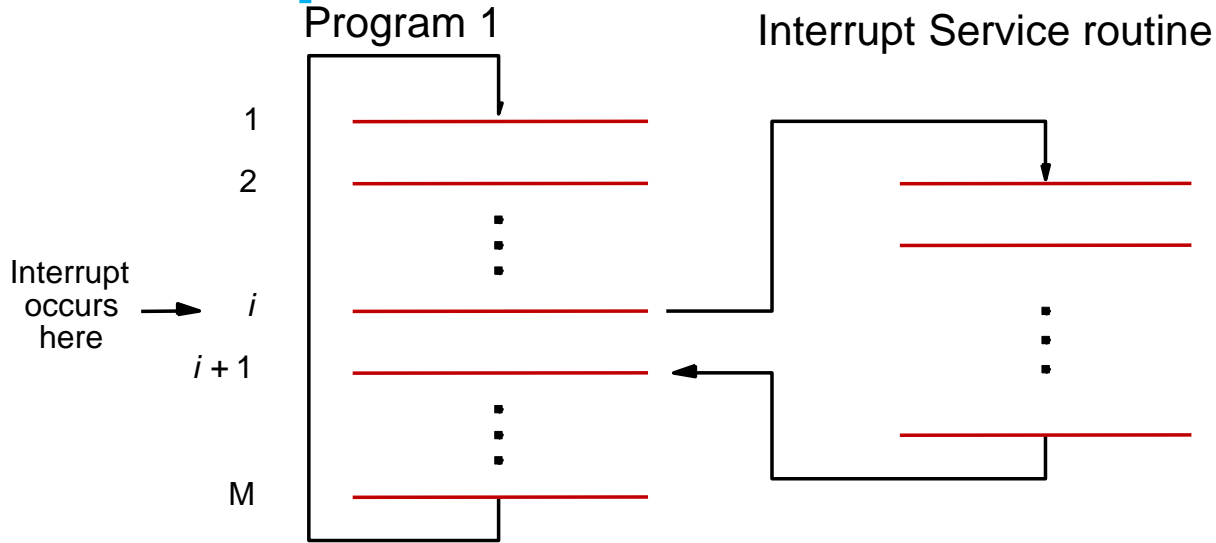 Program 1
Interrupt Service routine
1
2
Interrupt
occurs
here
i
i + 1
M